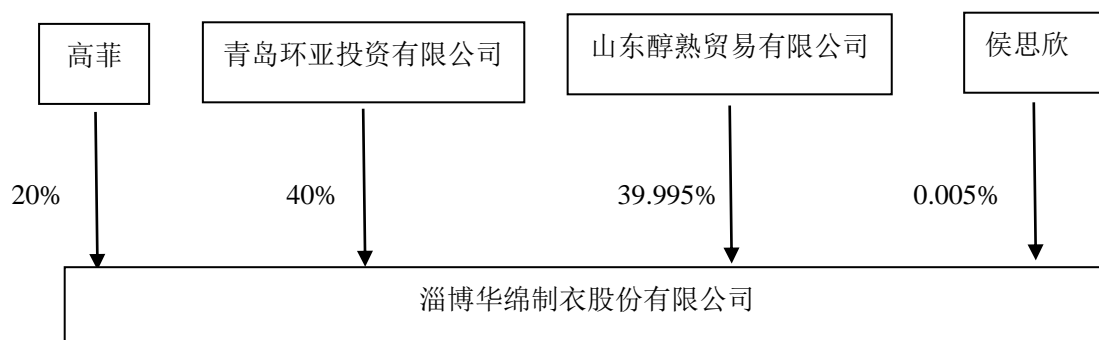 高菲
青岛环亚投资有限公司
山东醇熟贸易有限公司
侯思欣
20%
40%
39.995%
0.005%
淄博华绵制衣股份有限公司